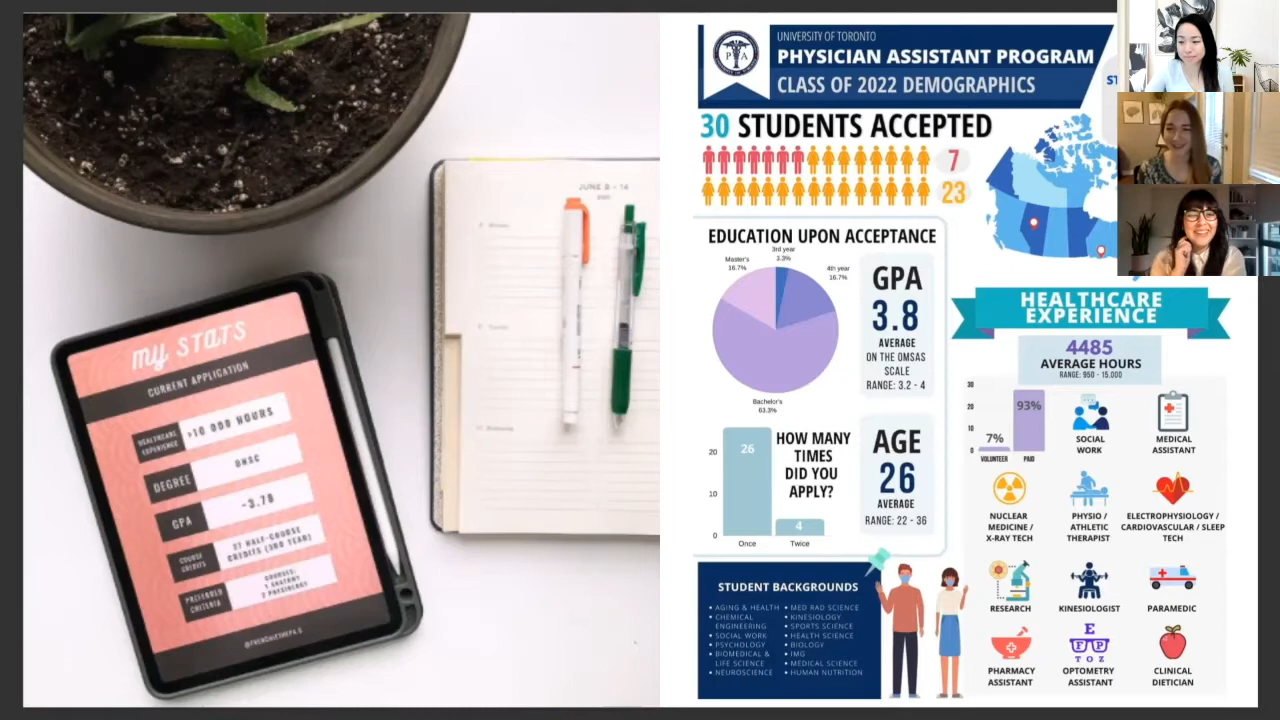 JUNE 8 - 14
my STATS
CURRENT APPLICATION
HEALTHCARE EXPERIENCE
>10 000 HOURS
DEGREE
BHSC
GPA
~3.78
COURSE CREDITS
27 HALF-COURSE
CREDITS (3RD YEAR)
PREFERRED CRITERIA
COURSES:
1 ANATOMY
UNIVERSITY OF TORONTO
PHYSICIAN ASSISTANT PROGRAM
CLASS OF 2022 DEMOGRAPHICS
P A
ST
30 STUDENTS ACCEPTED
7
23
EDUCATION UPON ACCEPTANCE
3rd year
3.3%
Master's
16.7%
4th year
16.7%
Bachelor's
63.3%
GPA
3.8
AVERAGE
ON THE OMSAS
SCALE
RANGE: 3.2 - 4
20
10
0
26
4
Once
Twice
HOW MANY
TIMES
DID YOU
APPLY?
AGE
26
AVERAGE
RANGE: 22 - 36
STUDENT BACKGROUNDS
• AGING & HEALTH
• CHEMICAL
ENGINEERING
• SOCIAL WORK
• PSYCHOLOGY
• BIOMEDICAL &
LIFE SCIENCE
• NEUROSCIENCE
• MED RAD SCIENCE
• KINESIOLOGY
• SPORTS SCIENCE
• HEALTH SCIENCE
• BIOLOGY
• IMG
• MEDICAL SCIENCE
• HUMAN NUTRITION
HEALTHCARE
EXPERIENCE
4485
AVERAGE HOURS
RANGE: 950 - 15.000
30
20
10
0
7%
93%
VOLUNTEER
PAID
SOCIAL
WORK
MEDICAL
ASSISTANT
NUCLEAR
MEDICINE /
X-RAY TECH
PHYSIO /
ATHLETIC
THERAPIST
ELECTROPHYSIOLOGY /
CARDIOVASCULAR / SLEEP
TECH
RESEARCH
KINESIOLOGIST
PARAMEDIC
PHARMACY
ASSISTANT
E
F P
T O Z
OPTOMETRY
ASSISTANT
CLINICAL
DIETICIAN